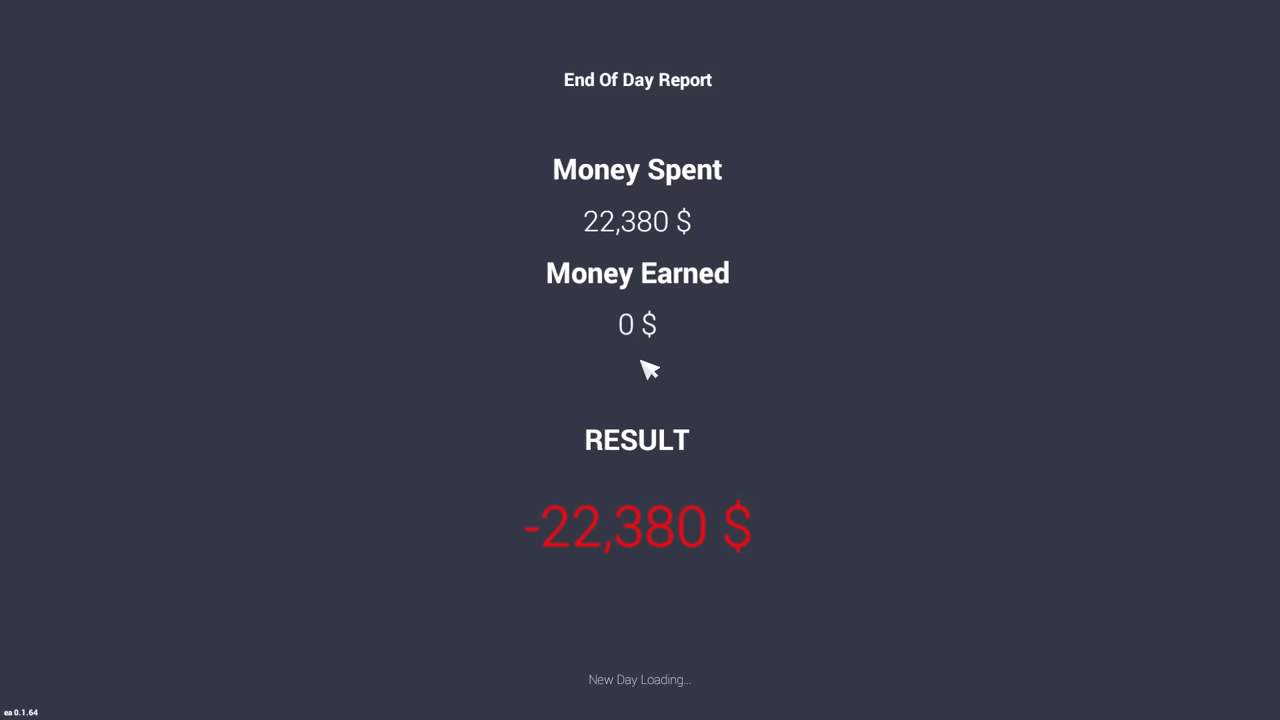 End Of Day Report
Money Spent
22,380 $
Money Earned
0 $
RESULT
-22,380 $
New Day Loading...
ea 0.1.64